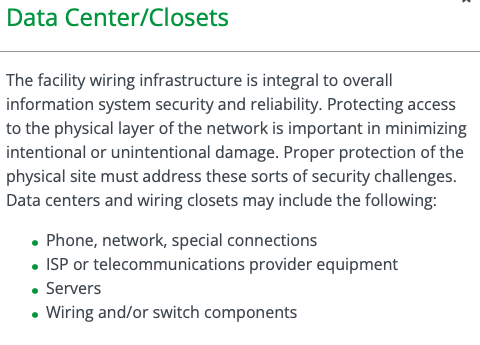 Data Center/Closets
The facility wiring infrastructure is integral to overall
information system security and reliability. Protecting access
to the physical layer of the network is important in minimizing
intentional or unintentional damage. Proper protection of the
physical site must address these sorts of security challenges.
Data centers and wiring closets may include the following:
Phone, network, special connections
ISP or telecommunications provider equipment
Servers
Wiring and/or switch components